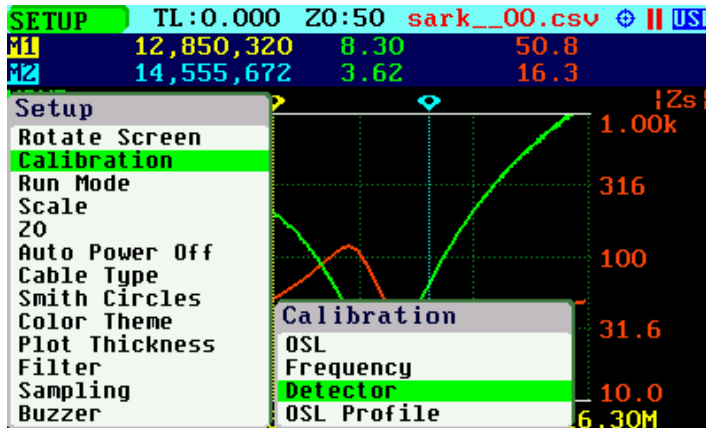 SETUP TL:0.000 Z0:50 sark__00.csv USB
M1 12,850,320 8.30 50.8
M2 14,555,672 3.62 16.3
|Zs|
Setup
Rotate Screen
Calibration
Run Mode
Scale
Z0
Auto Power Off
Cable Type
Smith Circles
Color Theme
Plot Thickness
Filter
Sampling
Buzzer
Calibration
OSL
Frequency
Detector
OSL Profile
1.00k
316
100
31.6
10.0
6.30M